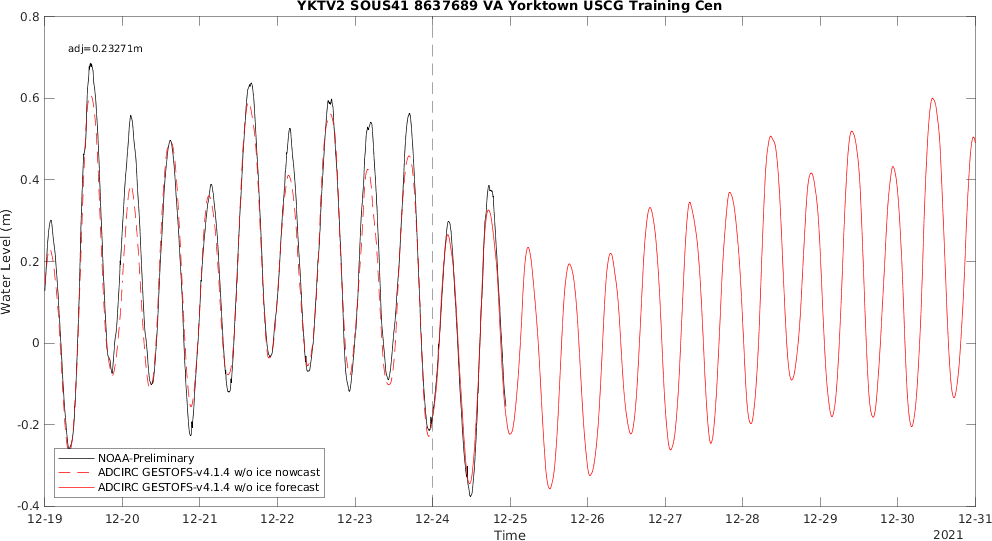 YKTV2 SOUS41 8637689 VA Yorktown USCG Training Cen
adj=0.23271m
0.8
0.6
0.4
0.2
0
-0.2
-0.4
Water Level (m)
NOAA-Preliminary
ADCIRC GESTOFS-v4.1.4 w/o ice nowcast
ADCIRC GESTOFS-v4.1.4 w/o ice forecast
12-19 12-20 12-21 12-22 12-23 12-24 12-25 12-26 12-27 12-28 12-29 12-30 12-31
Time
2021